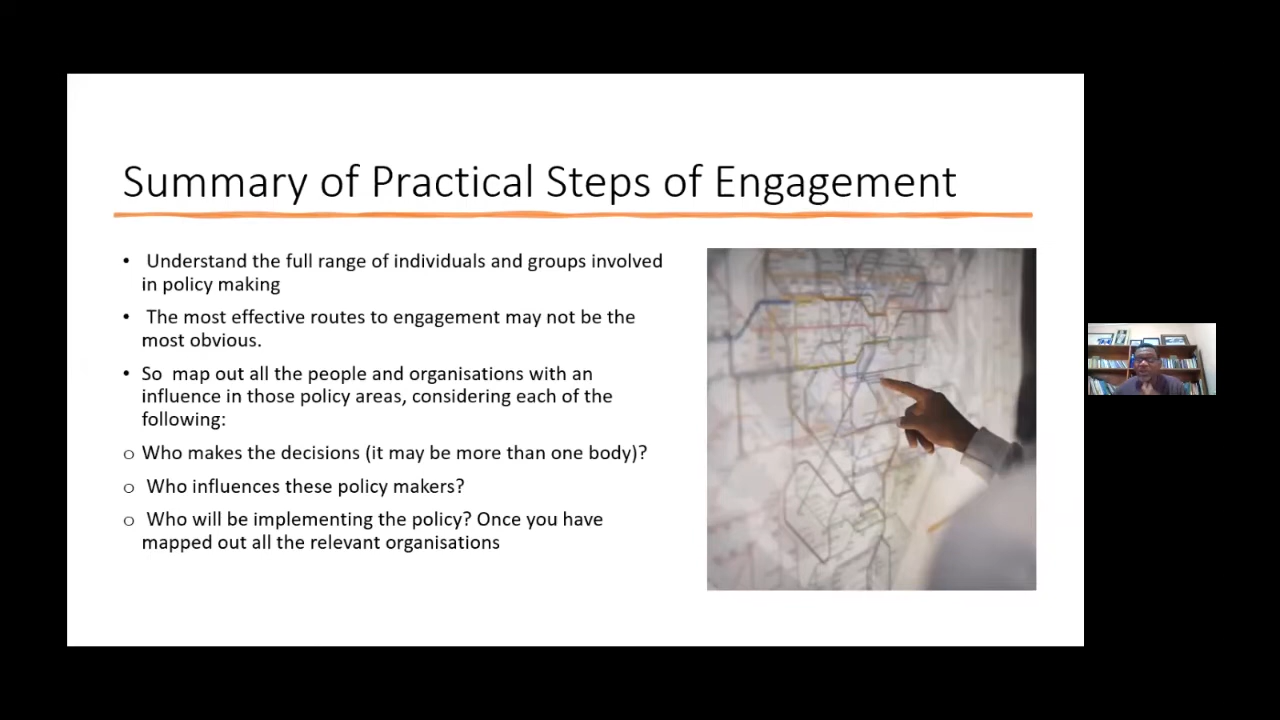 Summary of Practical Steps of Engagement
• Understand the full range of individuals and groups involved
in policy making
• The most effective routes to engagement may not be the
most obvious.
• So map out all the people and organisations with an
influence in those policy areas, considering each of the
following:
o Who makes the decisions (it may be more than one body)?
o Who influences these policy makers?
o Who will be implementing the policy? Once you have
mapped out all the relevant organisations